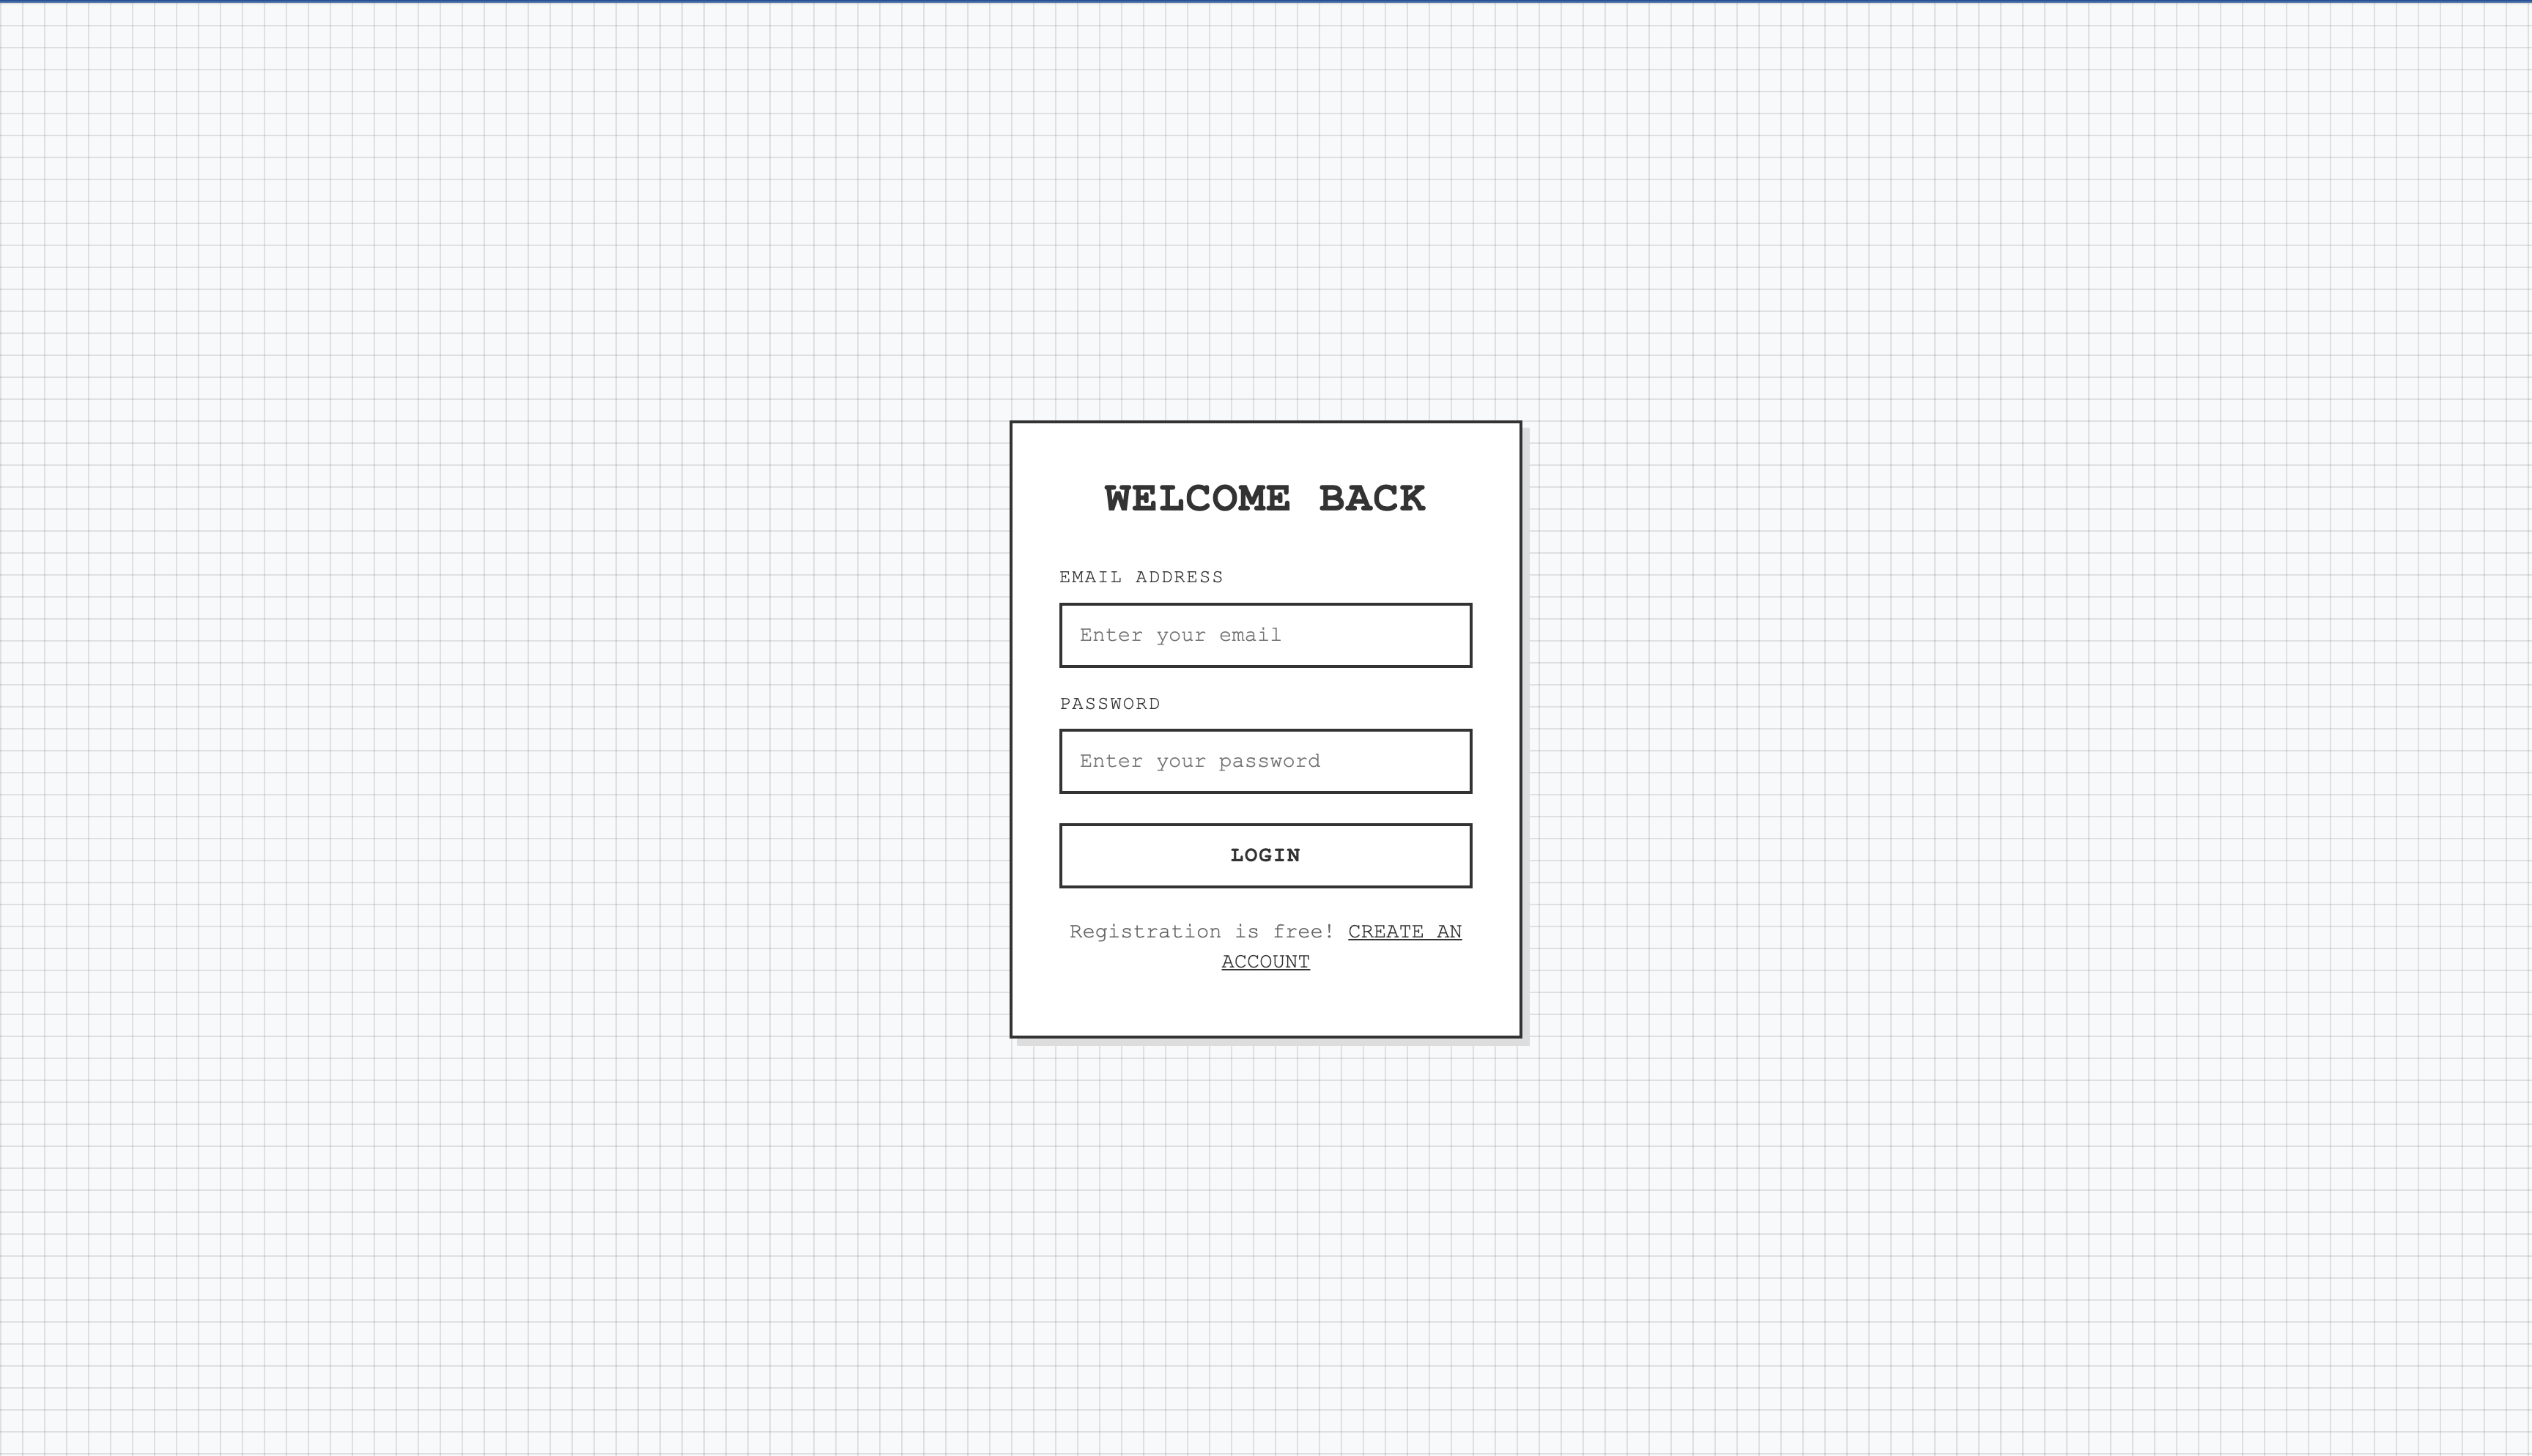 WELCOME BACK
EMAIL ADDRESS
Enter your email
PASSWORD
Enter your password
LOGIN
Registration is free! CREATE AN
ACCOUNT